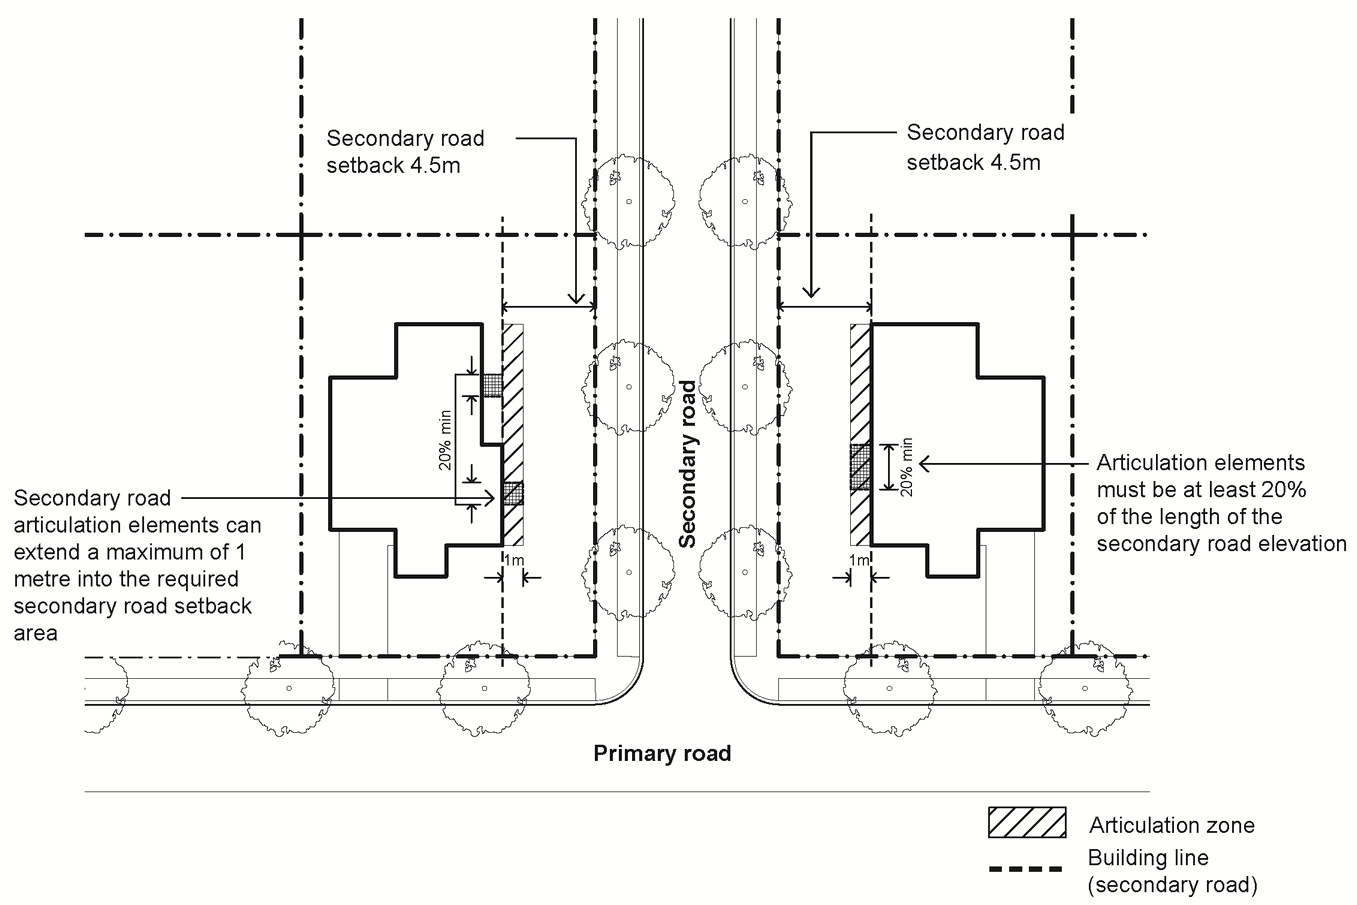 Secondary road
setback 4.5m
Secondary road
setback 4.5m
Secondary road
20% min
20% min
Articulation elements
must be at least 20%
of the length of the
secondary road elevation
Secondary road
articulation elements can
extend a maximum of 1
metre into the required
secondary road setback
area
1m
1m
Primary road
Articulation zone
Building line
(secondary road)